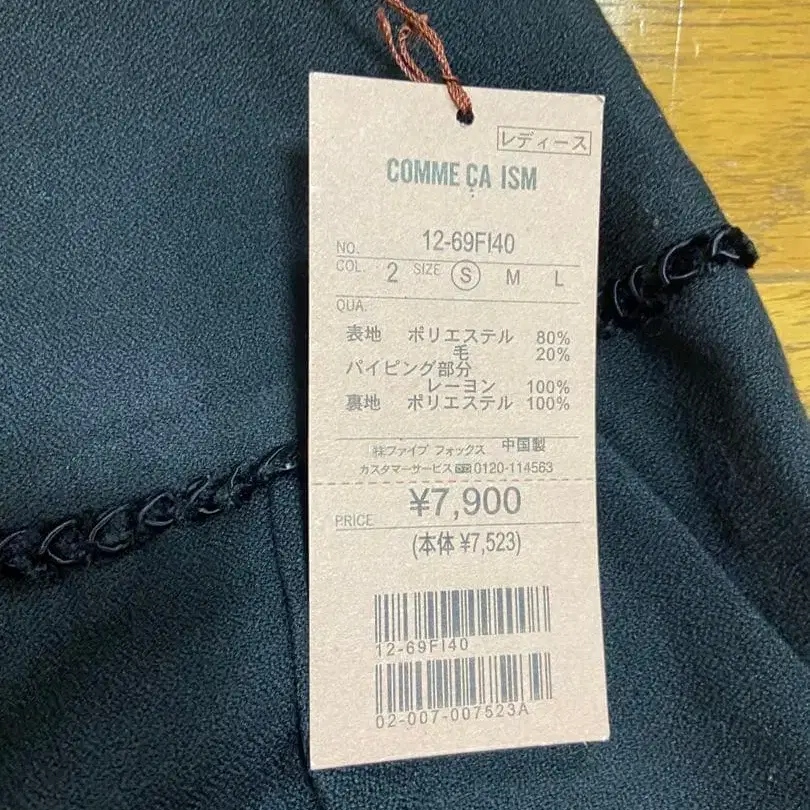 レディース
COMME ÇA ISM
NO. 12-69FI40
COL. 2 SIZE S M L
QUA.
表地 ポリエステル 80%
毛 20%
パイピング部分
レーヨン 100%
裏地 ポリエステル 100%
㈱ファイブ フォックス 中国製
カスタマーサービス 0120-114563
PRICE ¥7,900
(本体 ¥7,523)
12-69FI40
02-007-007523A